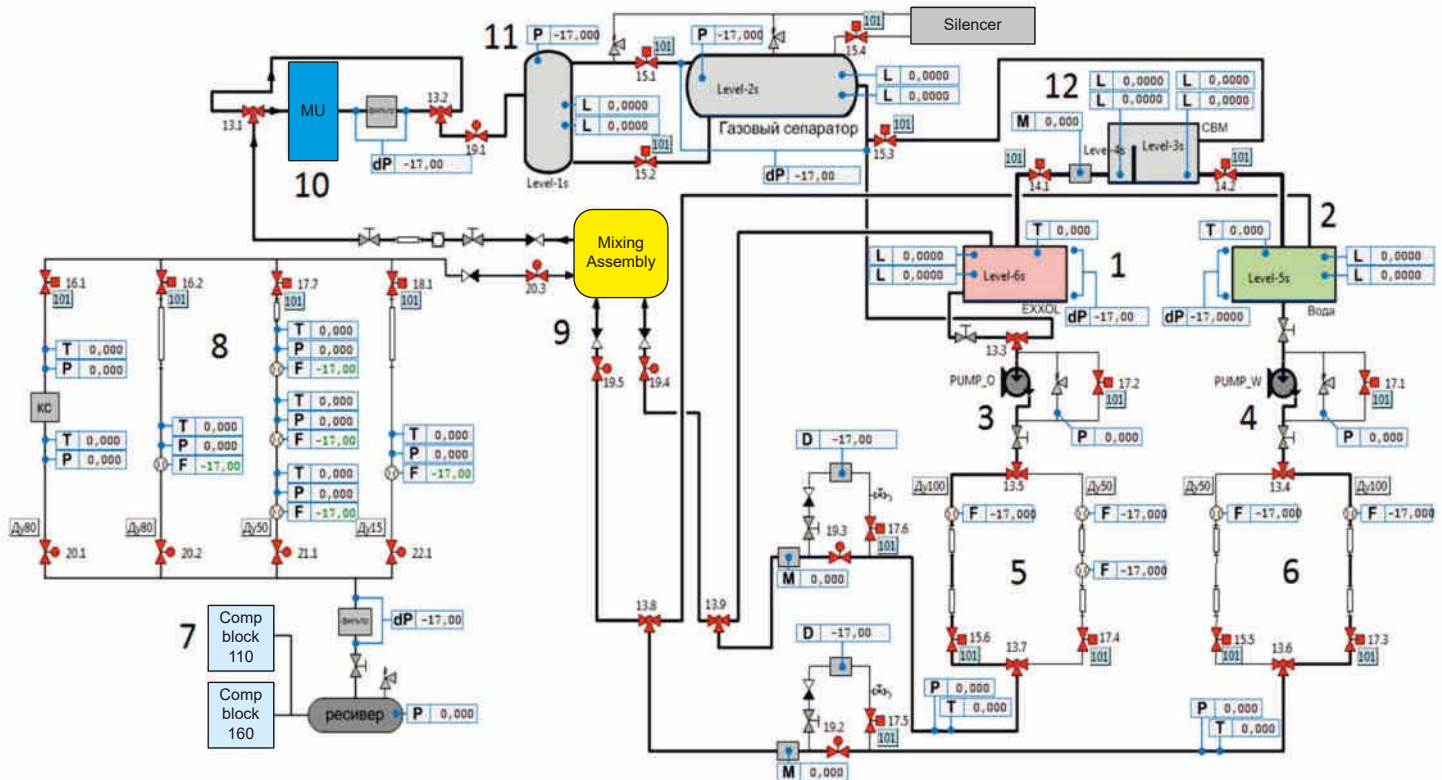 Silencer
101
15.4
11
P -17,000
101
15.1
P -17,000
Level-2s
L 0,0000
L 0,0000
Газовый сепаратор
MU
13.1
13.2
19.1
dP -17,00
10
L 0,0000
L 0,0000
Level-1s
101
15.2
dP -17,00
101
15.3
12
L 0,0000
L 0,0000
L 0,0000
L 0,0000
M 0,000
СВМ
Level-4s
Level-3s
101
14.1
101
14.2
Mixing
Assembly
20.3
9
19.5
19.4
T 0,000
L 0,0000
L 0,0000
Level-6s
1
EXXOL
dP -17,00
2
T 0,000
Level-5s
L 0,0000
L 0,0000
dP -17,0000
Вода
13.3
PUMP_O
17.2
101
3
P 0,000
PUMP_W
17.1
101
4
P 0,000
16.1
101
16.2
101
17.7
101
18.1
101
8
T 0,000
P 0,000
КС
T 0,000
P 0,000
T 0,000
P 0,000
F -17,00
T 0,000
P 0,000
F -17,00
T 0,000
P 0,000
F -17,00
T 0,000
P 0,000
F -17,00
T 0,000
P 0,000
F -17,00
Ду80
Ду80
Ду50
Ду15
20.1
20.2
21.1
22.1
dP -17,00
7
Comp
block
110
Comp
block
160
ресивер
P 0,000
13.8
13.9
D -17,00
19.3
17.6
101
M 0,000
D -17,00
19.2
17.5
101
M 0,000
13.5
Ду100
Ду50
F -17,000
F -17,000
F -17,000
5
15.6
101
13.7
17.4
101
P 0,000
T 0,000
13.4
Ду50
Ду100
F -17,000
F -17,000
6
15.5
101
13.6
17.3
101
P 0,000
T 0,000